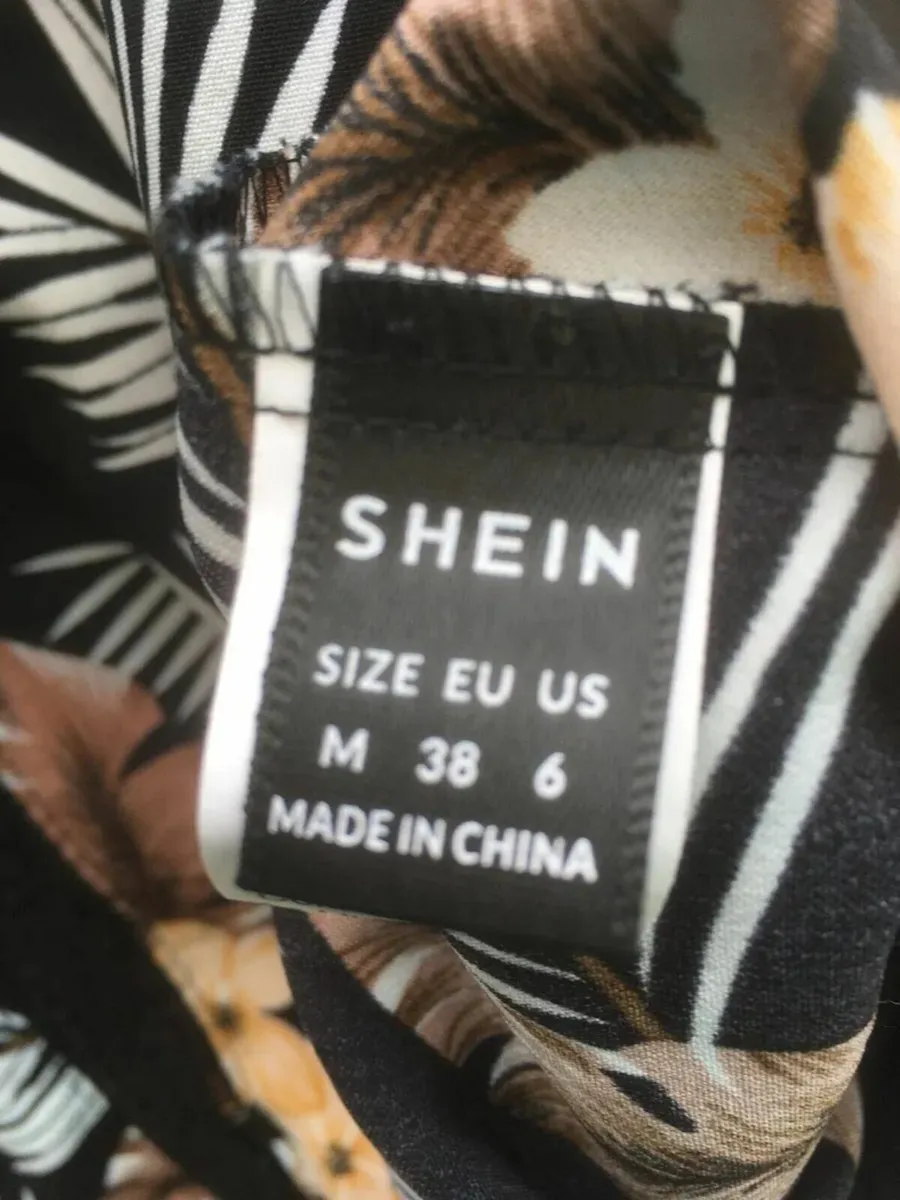 SHEIN
SIZE EU US
M 38 6
MADE IN CHINA